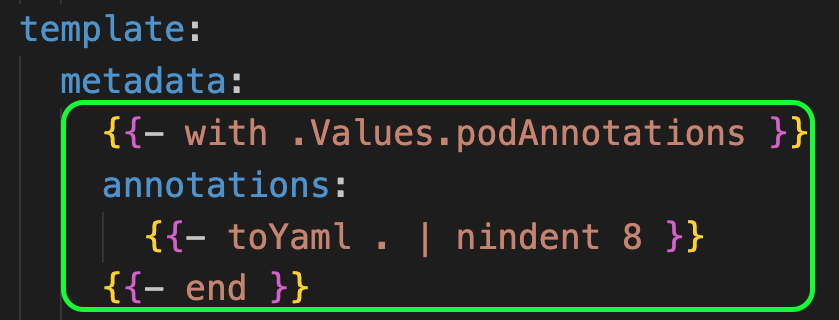 template:
metadata:
{{- with .Values.podAnnotations }}
annotations:
{{- toYaml . | nindent 8 }}
{{- end }}